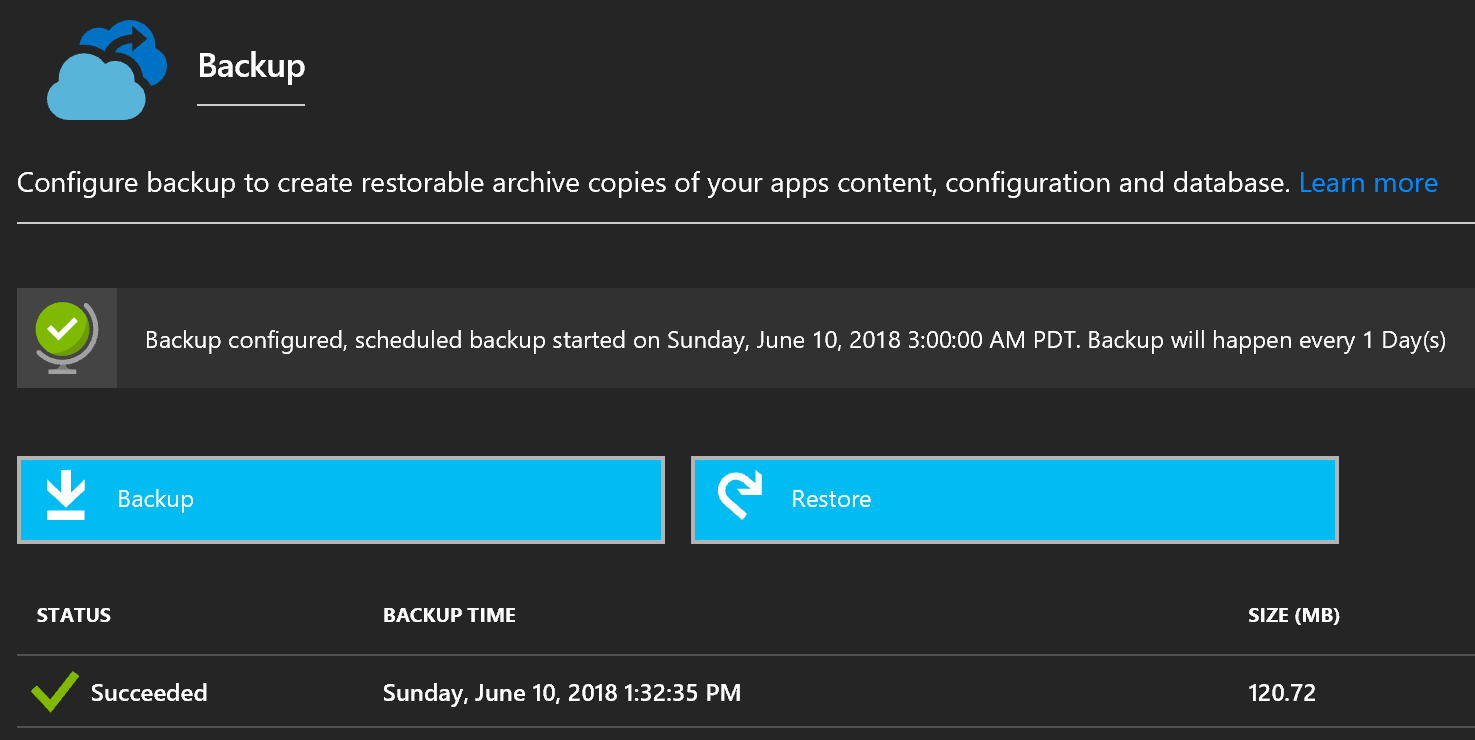 Backup
Configure backup to create restorable archive copies of your apps content, configuration and database. Learn more
Backup configured, scheduled backup started on Sunday, June 10, 2018 3:00:00 AM PDT. Backup will happen every 1 Day(s)
Backup Restore
STATUS BACKUP TIME SIZE (MB)
Succeeded Sunday, June 10, 2018 1:32:35 PM 120.72